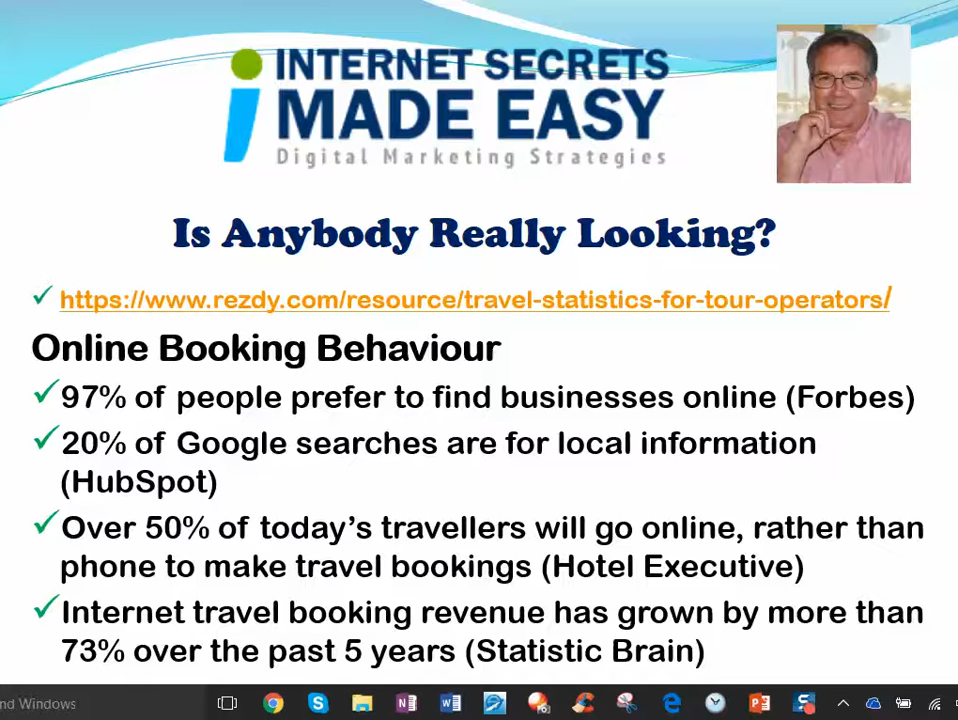 INTERNET SECRETS
MADE EASY
Digital Marketing Strategies
Is Anybody Really Looking?
https://www.rezdy.com/resource/travel-statistics-for-tour-operators/
Online Booking Behaviour
97% of people prefer to find businesses online (Forbes)
20% of Google searches are for local information
(HubSpot)
Over 50% of today's travellers will go online, rather than
phone to make travel bookings (Hotel Executive)
Internet travel booking revenue has grown by more than
73% over the past 5 years (Statistic Brain)
nd Windows